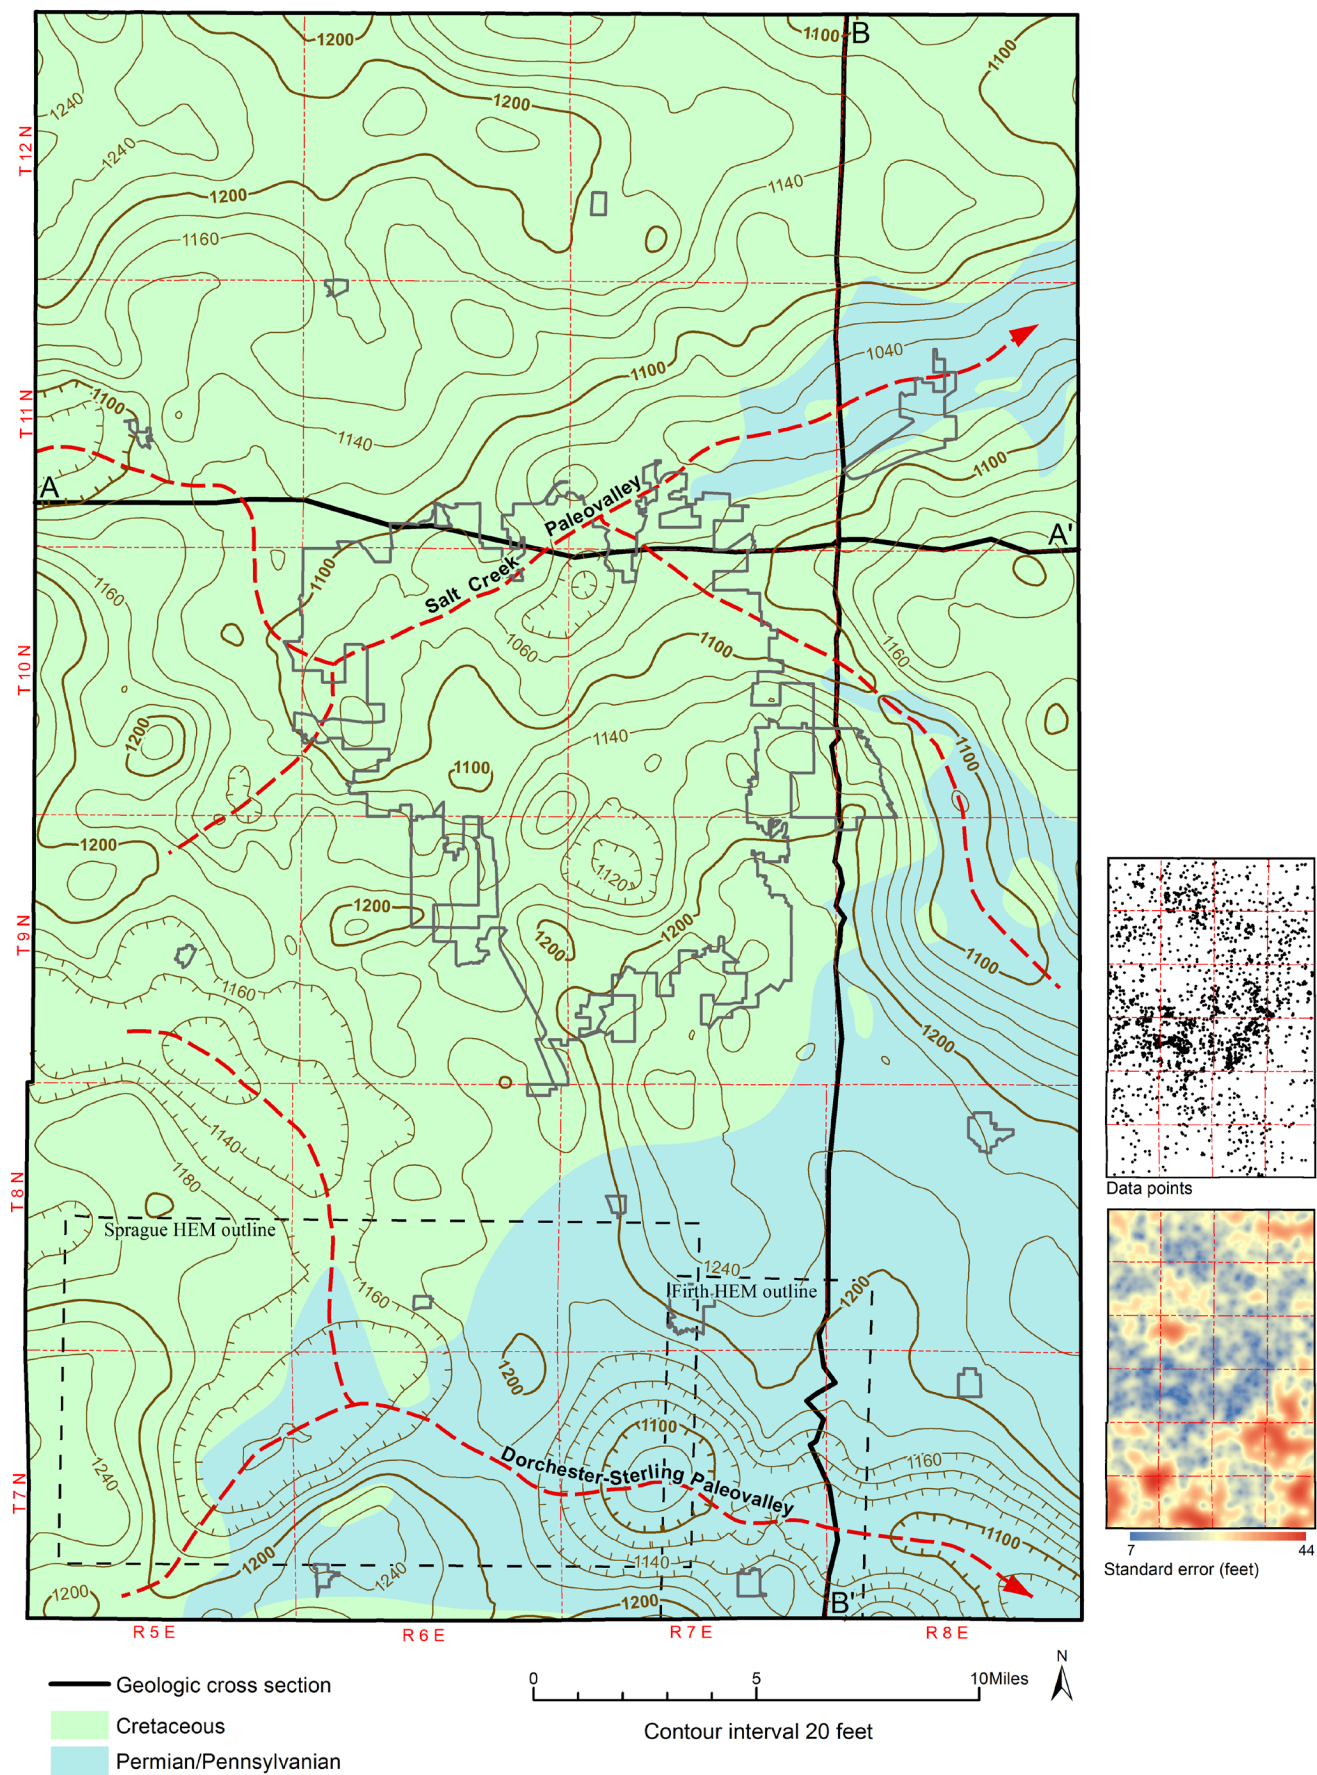 1200
1100
B
1100
1240
1200
T 12 N
1240
1140
1200
1160
1040
1100
1100
T 11 N
1140
1100
A
Paleovalley
A'
1100
Salt Creek
1160
1160
1060
1100
T 10 N
1200
1140
1100
1100
1200
1120
1200
T 9 N
1200
1200
1100
1160
1200
1140
1180
T 8 N
Sprague HEM outline
1240
Firth HEM outline
1160
1200
1200
1100
Dorchester-Sterling Paleovalley
1160
1240
T 7 N
1100
1200
1140
1240
1200
1200
B'
R 5 E
R 6 E
R 7 E
R 8 E
Data points
7
44
Standard error (feet)
Geologic cross section
Cretaceous
Permian/Pennsylvanian
0
5
10Miles
N
Contour interval 20 feet